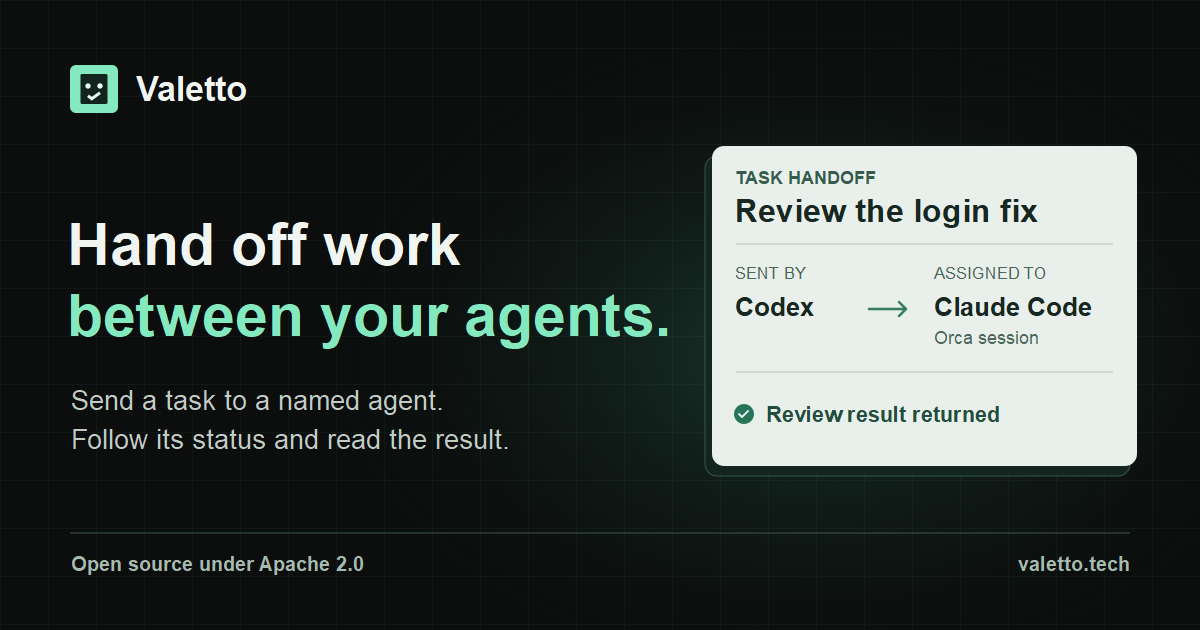 Valetto
Hand off work
between your agents.
Send a task to a named agent.
Follow its status and read the result.
TASK HANDOFF
Review the login fix
SENT BY
Codex
ASSIGNED TO
Claude Code
Orca session
Review result returned
Open source under Apache 2.0
valetto.tech